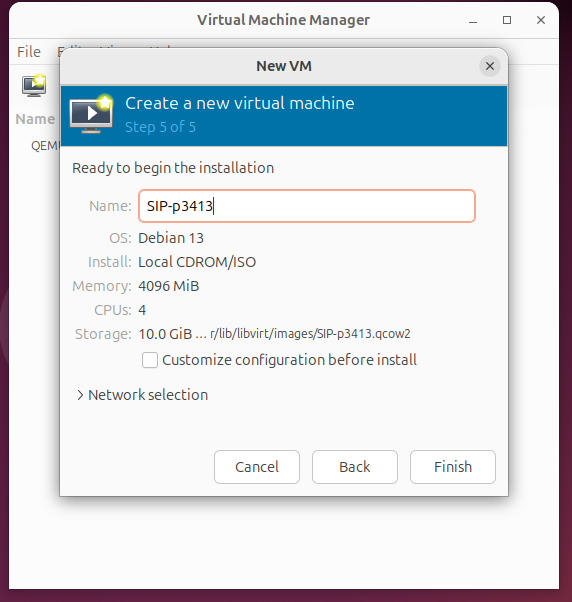 Virtual Machine Manager
File
New VM
Create a new virtual machine
Step 5 of 5
Name
QEM
Ready to begin the installation
Name: SIP-p3413
OS: Debian 13
Install: Local CDROM/ISO
Memory: 4096 MiB
CPUs: 4
Storage: 10.0 GiB ... r/lib/libvirt/images/SIP-p3413.qcow2
Customize configuration before install
Network selection
Cancel Back Finish